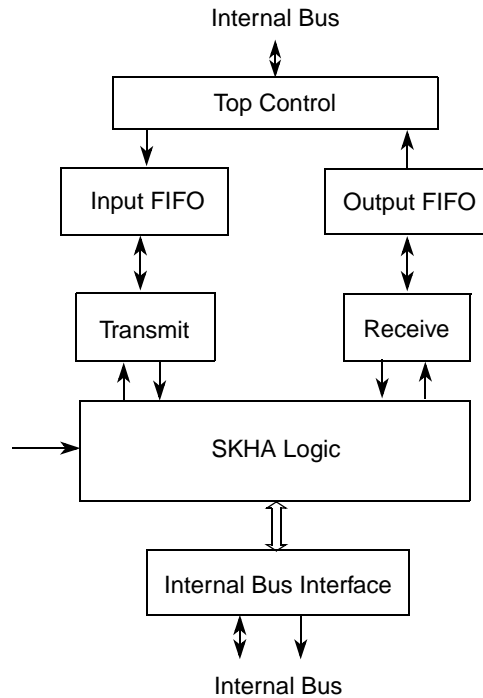 Internal Bus
Top Control
Input FIFO
Output FIFO
Transmit
Receive
SKHA Logic
Internal Bus Interface
Internal Bus